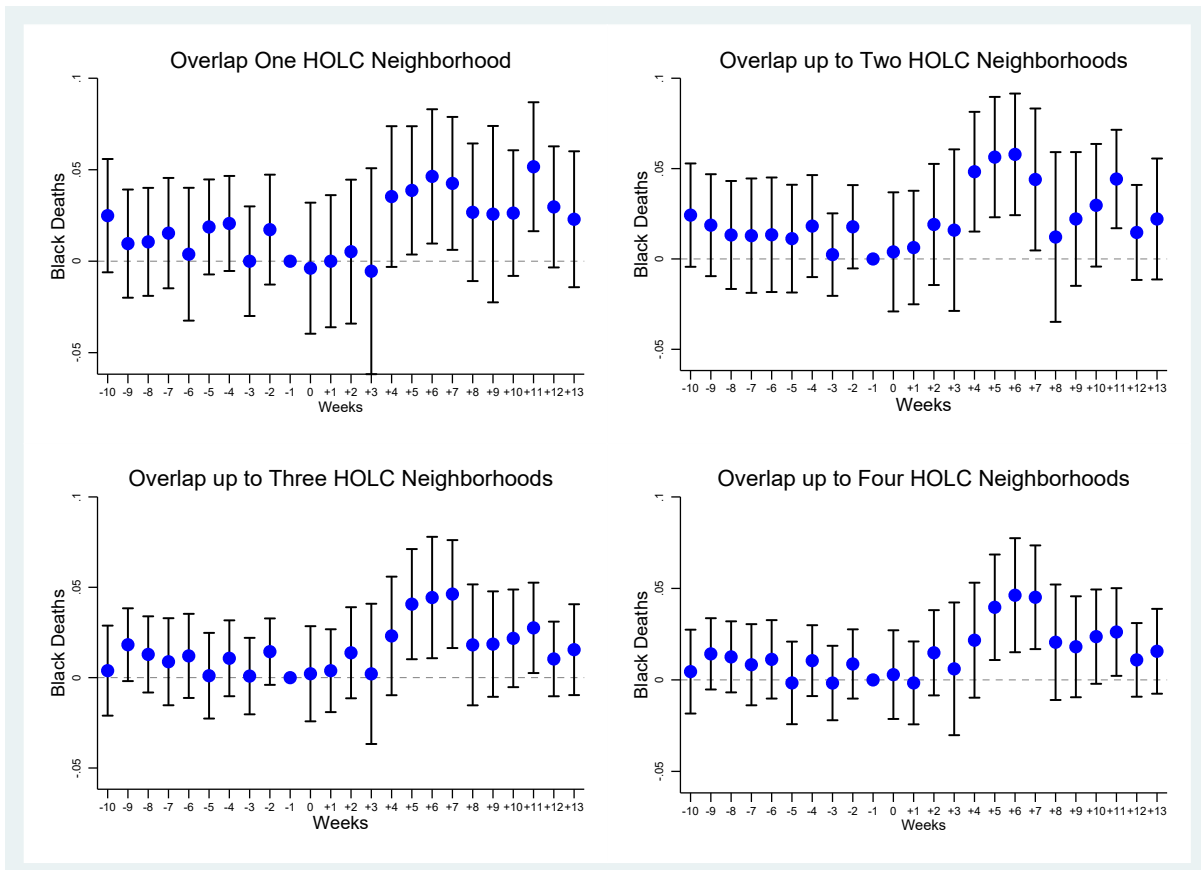 Overlap One HOLC Neighborhood
Black Deaths
.1
.05
0
-.05
-10 -9 -8 -7 -6 -5 -4 -3 -2 -1 0 +1 +2 +3 +4 +5 +6 +7 +8 +9 +10 +11 +12 +13
Weeks
Overlap up to Two HOLC Neighborhoods
Black Deaths
.1
.05
0
-.05
-10 -9 -8 -7 -6 -5 -4 -3 -2 -1 0 +1 +2 +3 +4 +5 +6 +7 +8 +9 +10 +11 +12 +13
Weeks
Overlap up to Three HOLC Neighborhoods
Black Deaths
.1
.05
0
-.05
-10 -9 -8 -7 -6 -5 -4 -3 -2 -1 0 +1 +2 +3 +4 +5 +6 +7 +8 +9 +10 +11 +12 +13
Weeks
Overlap up to Four HOLC Neighborhoods
Black Deaths
.1
.05
0
-.05
-10 -9 -8 -7 -6 -5 -4 -3 -2 -1 0 +1 +2 +3 +4 +5 +6 +7 +8 +9 +10 +11 +12 +13
Weeks